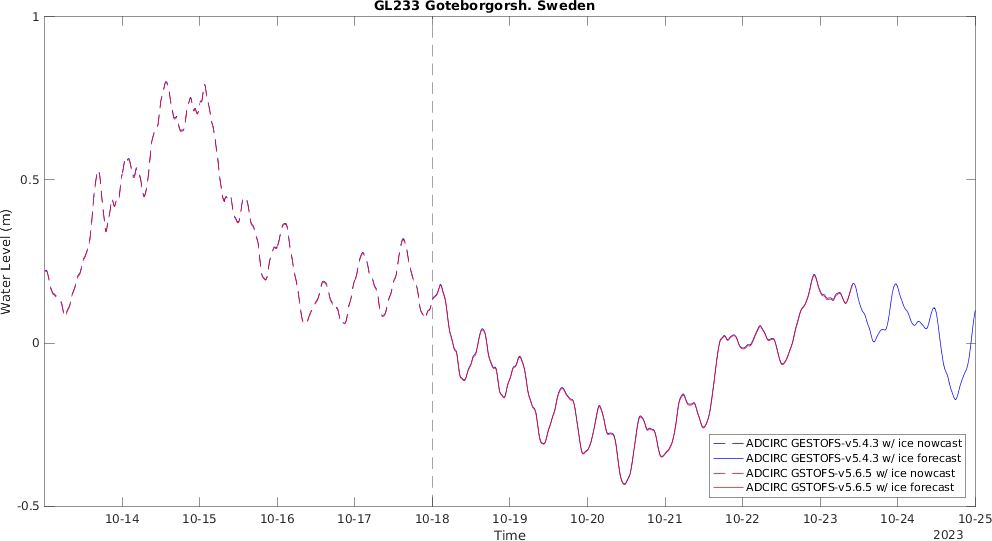 GL233 Goteborgorsh. Sweden
1
0.5
0
-0.5
Water Level (m)
ADCIRC GESTOFS-v5.4.3 w/ ice nowcast
ADCIRC GESTOFS-v5.4.3 w/ ice forecast
ADCIRC GSTOFS-v5.6.5 w/ ice nowcast
ADCIRC GSTOFS-v5.6.5 w/ ice forecast
10-14 10-15 10-16 10-17 10-18 10-19 10-20 10-21 10-22 10-23 10-24 10-25
Time
2023